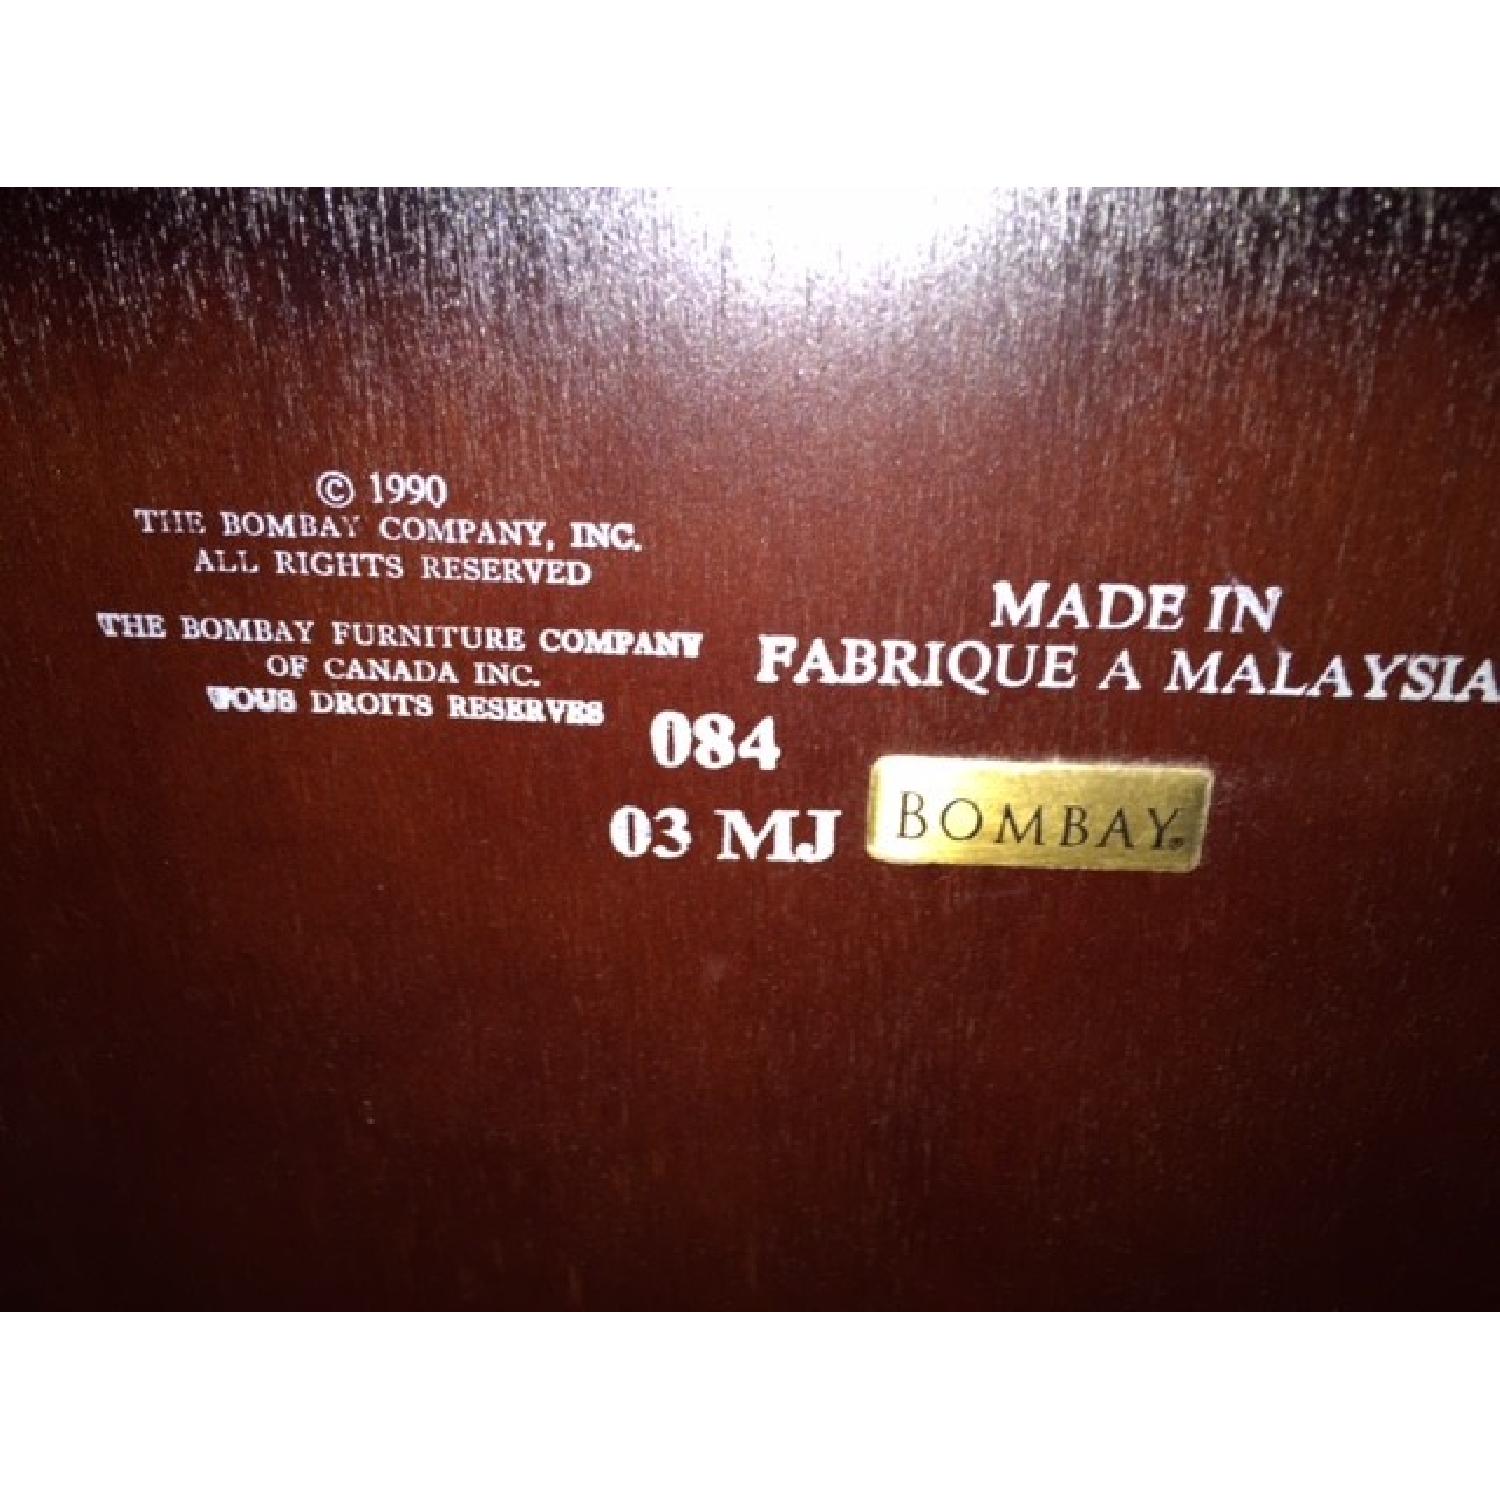 © 1990
THE BOMBAY COMPANY, INC.
ALL RIGHTS RESERVED
THE BOMBAY FURNITURE COMPANY
OF CANADA INC.
TOUS DROITS RESERVES
MADE IN
FABRIQUE A MALAYSIA
084
03 MJ
BOMBAY®